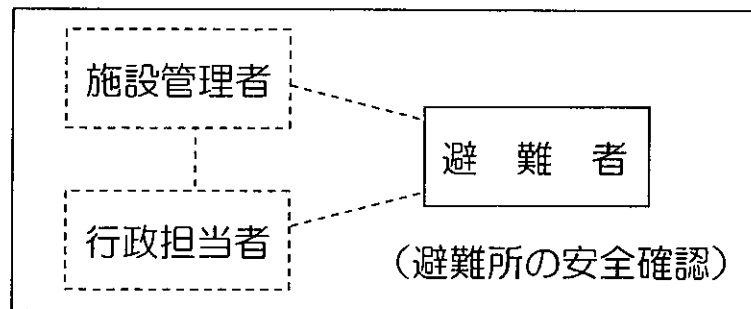 施設管理者
避難者
行政担当者
（避難所の安全確認）